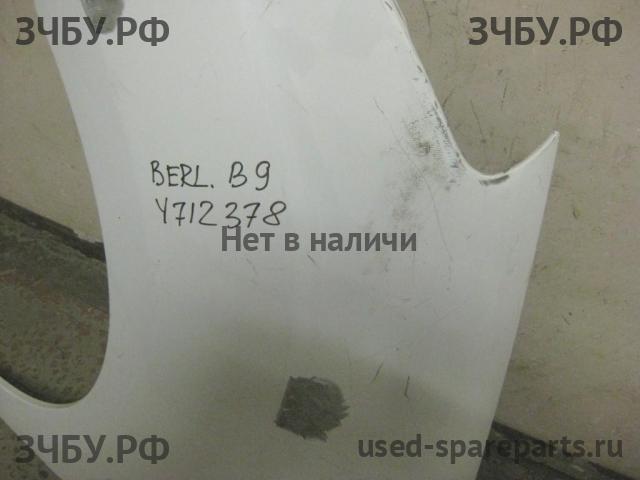 ЗЧБУ.РФ ЗЧБУ.РФ
BERL. B9
Y712378
Нет в наличи
ЗЧБУ.РФ used-spareparts.ru